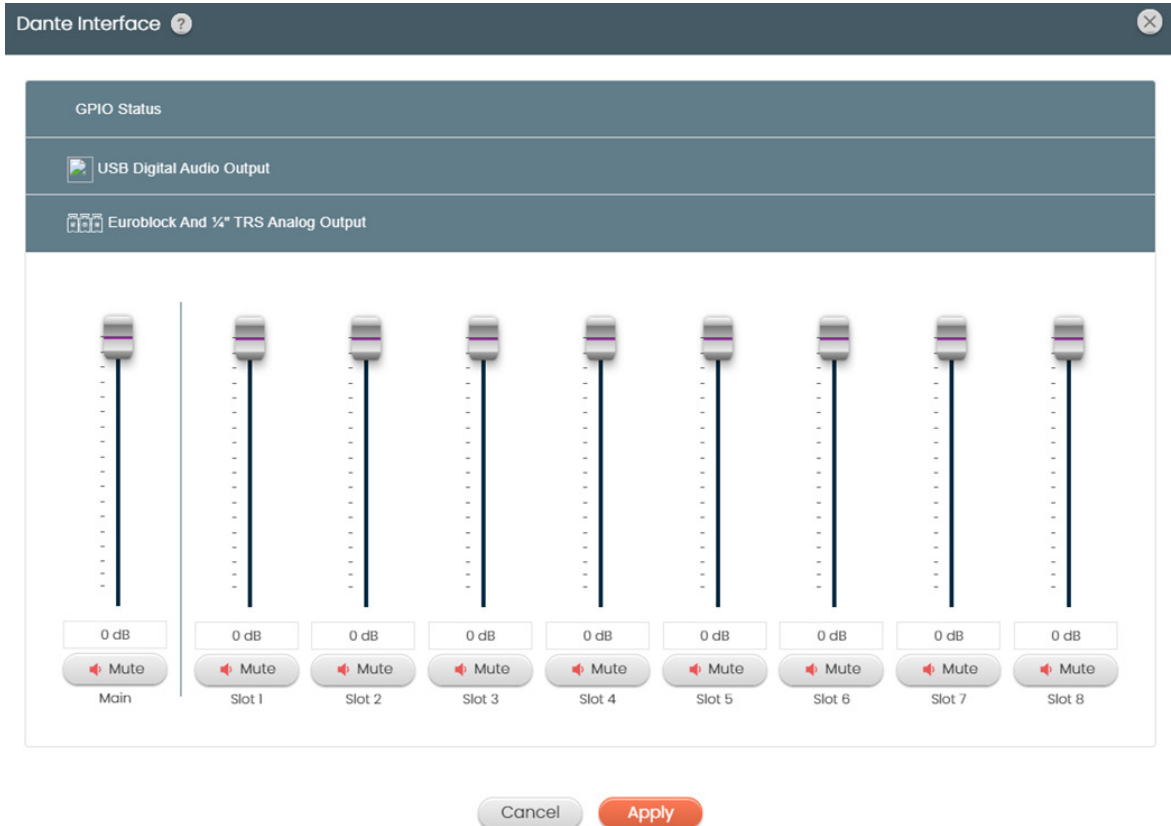 Dante Interface ?
GPIO Status
USB Digital Audio Output
Euroblock And ¼" TRS Analog Output
0 dB 0 dB 0 dB 0 dB 0 dB 0 dB 0 dB 0 dB 0 dB
Mute Mute Mute Mute Mute Mute Mute Mute Mute
Main Slot 1 Slot 2 Slot 3 Slot 4 Slot 5 Slot 6 Slot 7 Slot 8
Cancel Apply